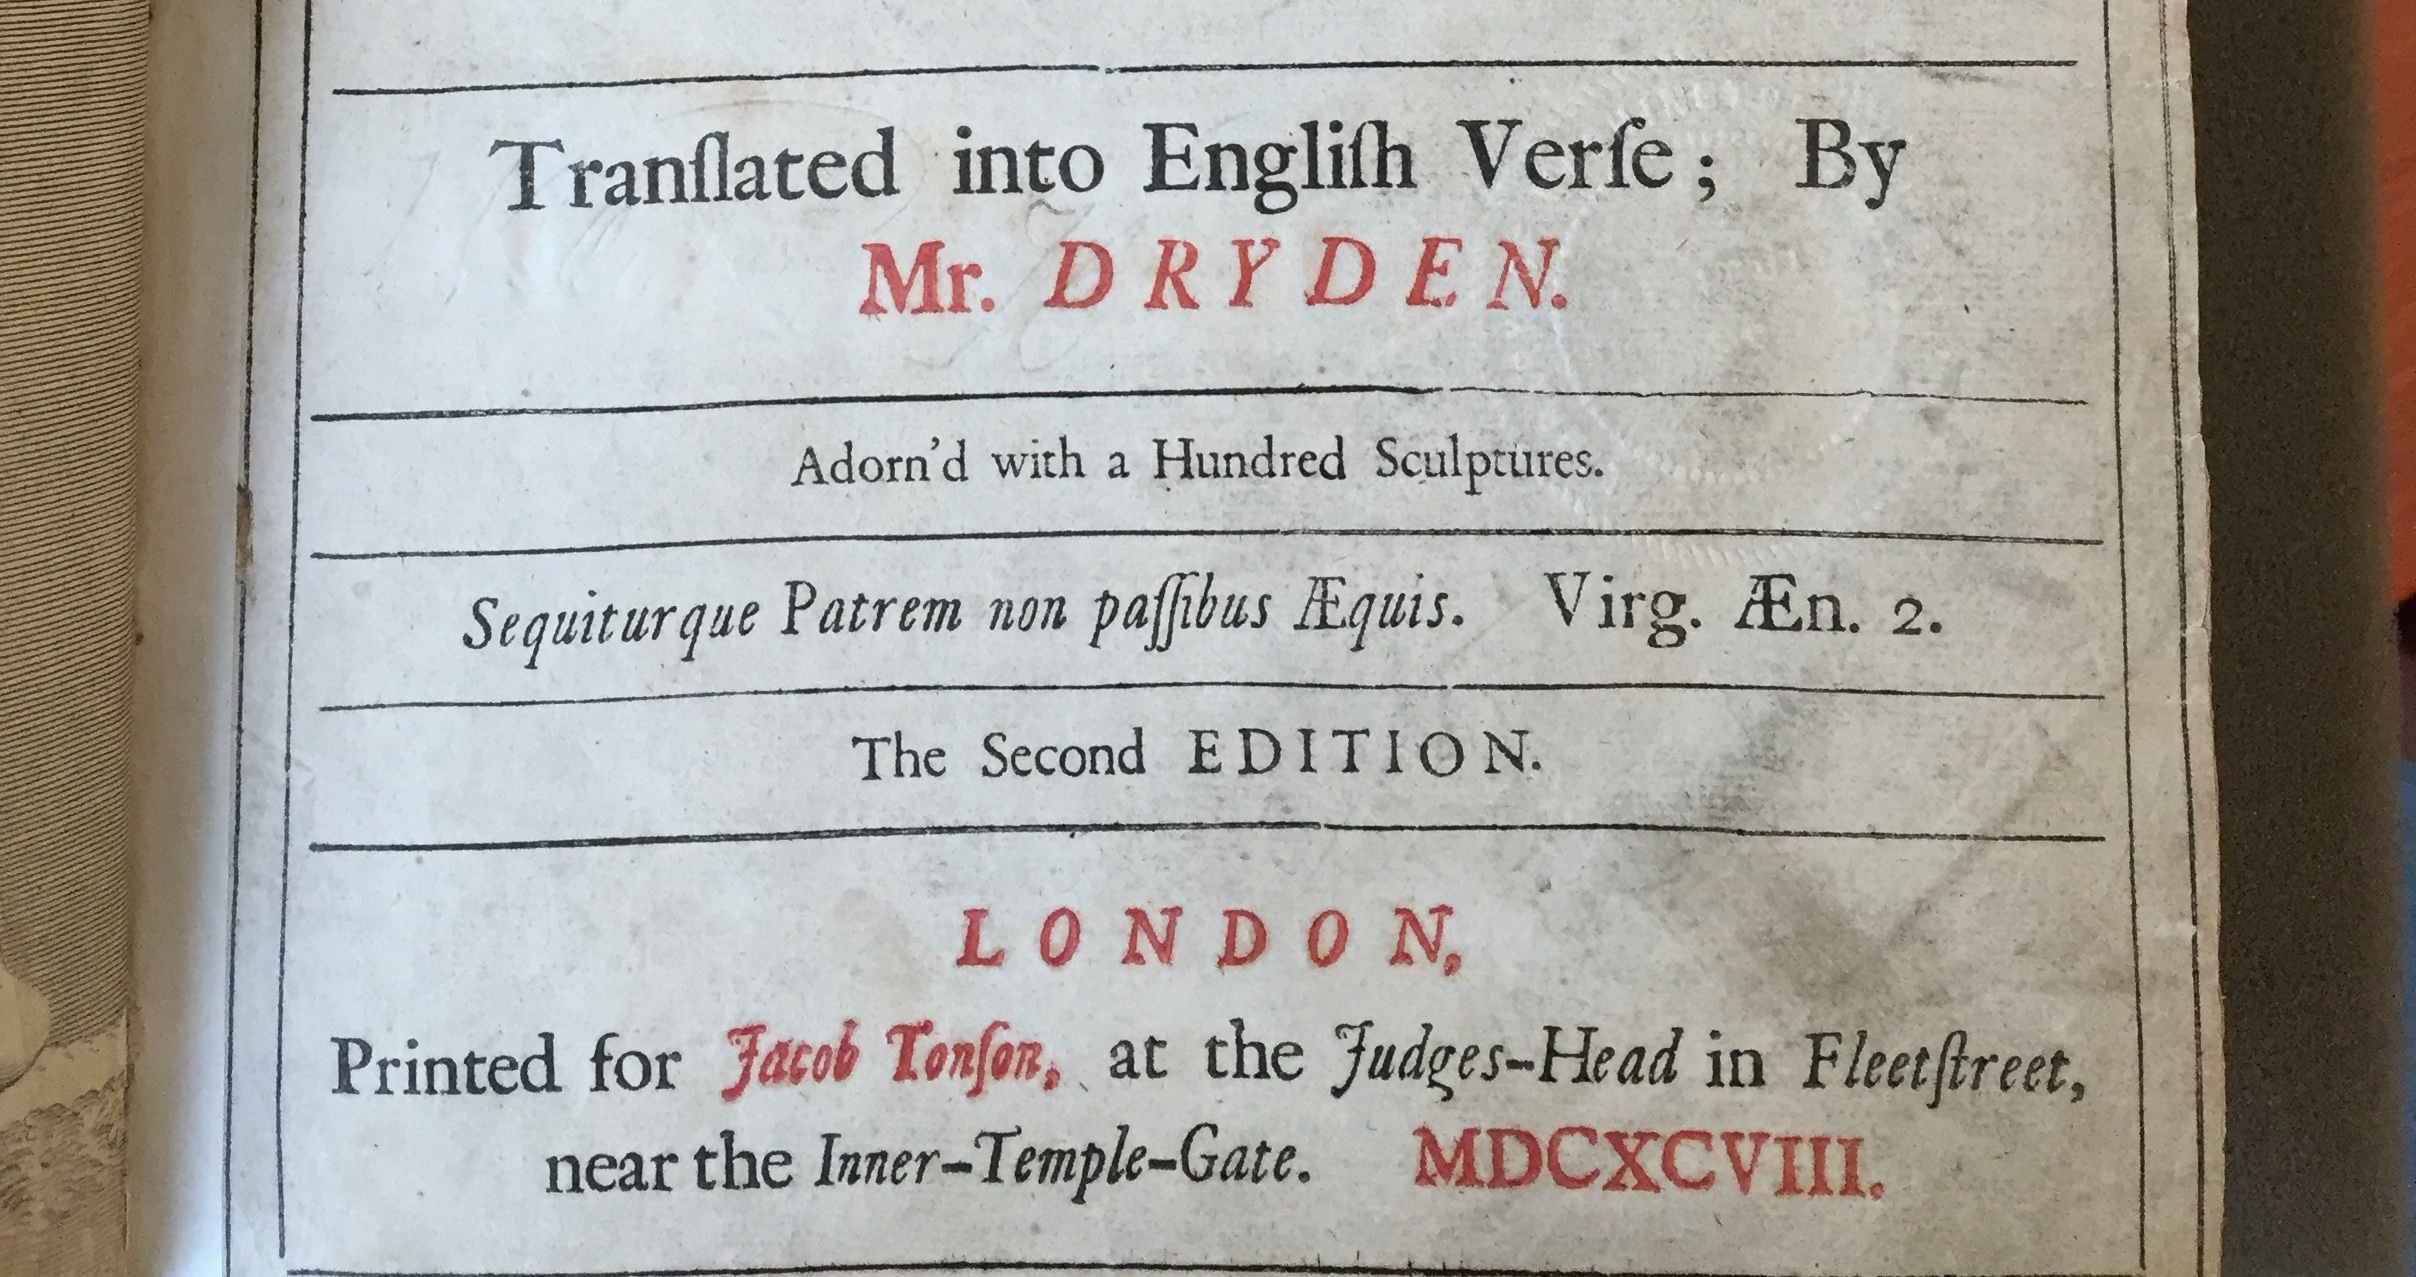 Tranſlated into Engliſh Verſe; By
Mr. DRYDEN.
Adorn'd with a Hundred Sculptures.
Sequiturque Patrem non paſſibus Æquis. Virg. Æn. 2.
The Second EDITION.
LONDON,
Printed for Jacob Tonſon, at the Judges-Head in Fleetſtreet,
near the Inner-Temple-Gate. MDCXCVIII.